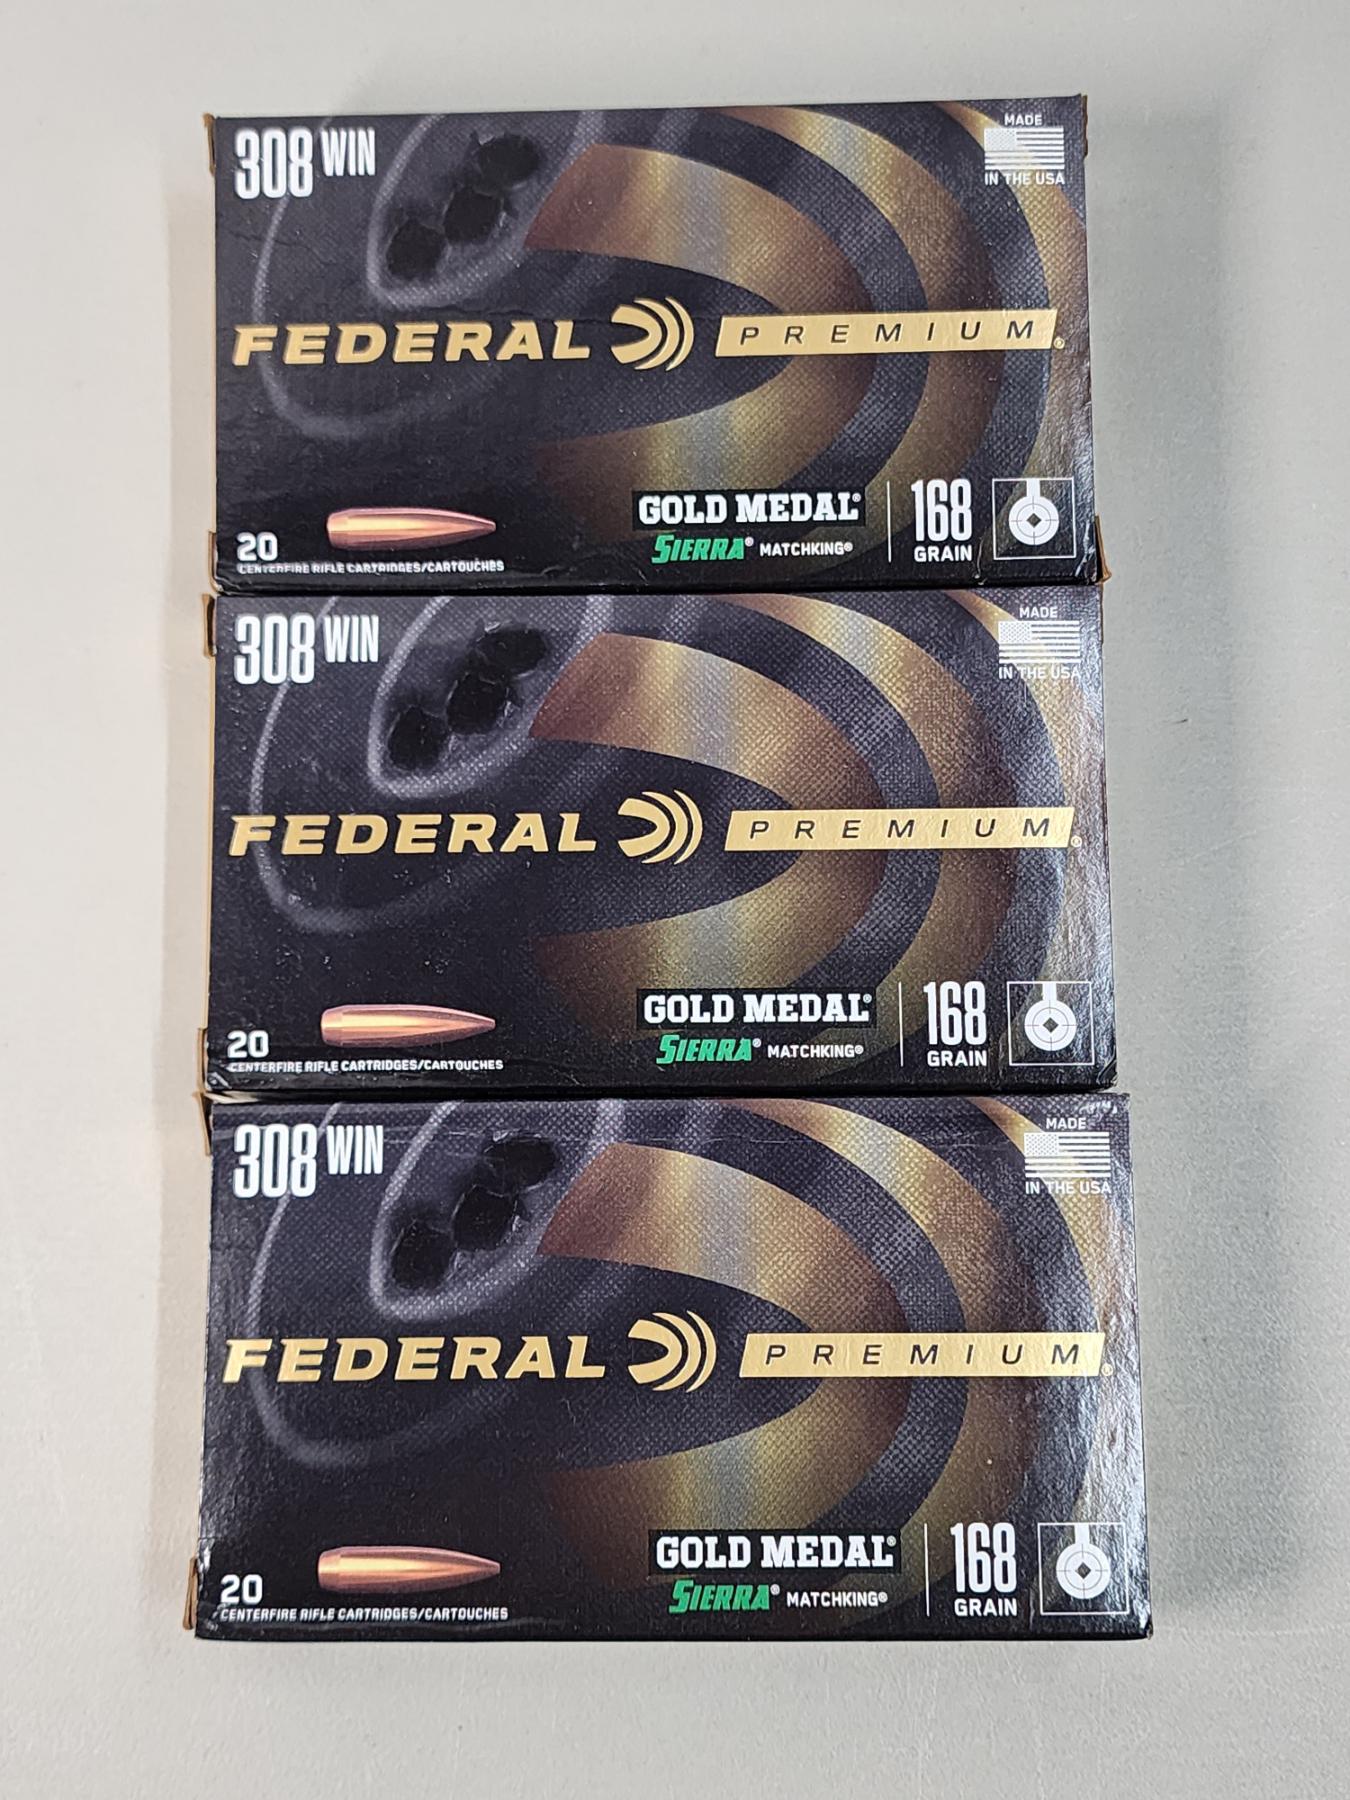 308 WIN
MADE
IN THE USA
FEDERAL PREMIUM®
GOLD MEDAL®
SIERRA® MATCHKING®
168
GRAIN
20
CENTERFIRE RIFLE CARTRIDGES/CARTOUCHES
308 WIN
MADE
IN THE USA
FEDERAL PREMIUM®
GOLD MEDAL®
SIERRA® MATCHKING®
168
GRAIN
20
CENTERFIRE RIFLE CARTRIDGES/CARTOUCHES
308 WIN
MADE
IN THE USA
FEDERAL PREMIUM®
GOLD MEDAL®
SIERRA® MATCHKING®
168
GRAIN
20
CENTERFIRE RIFLE CARTRIDGES/CARTOUCHES